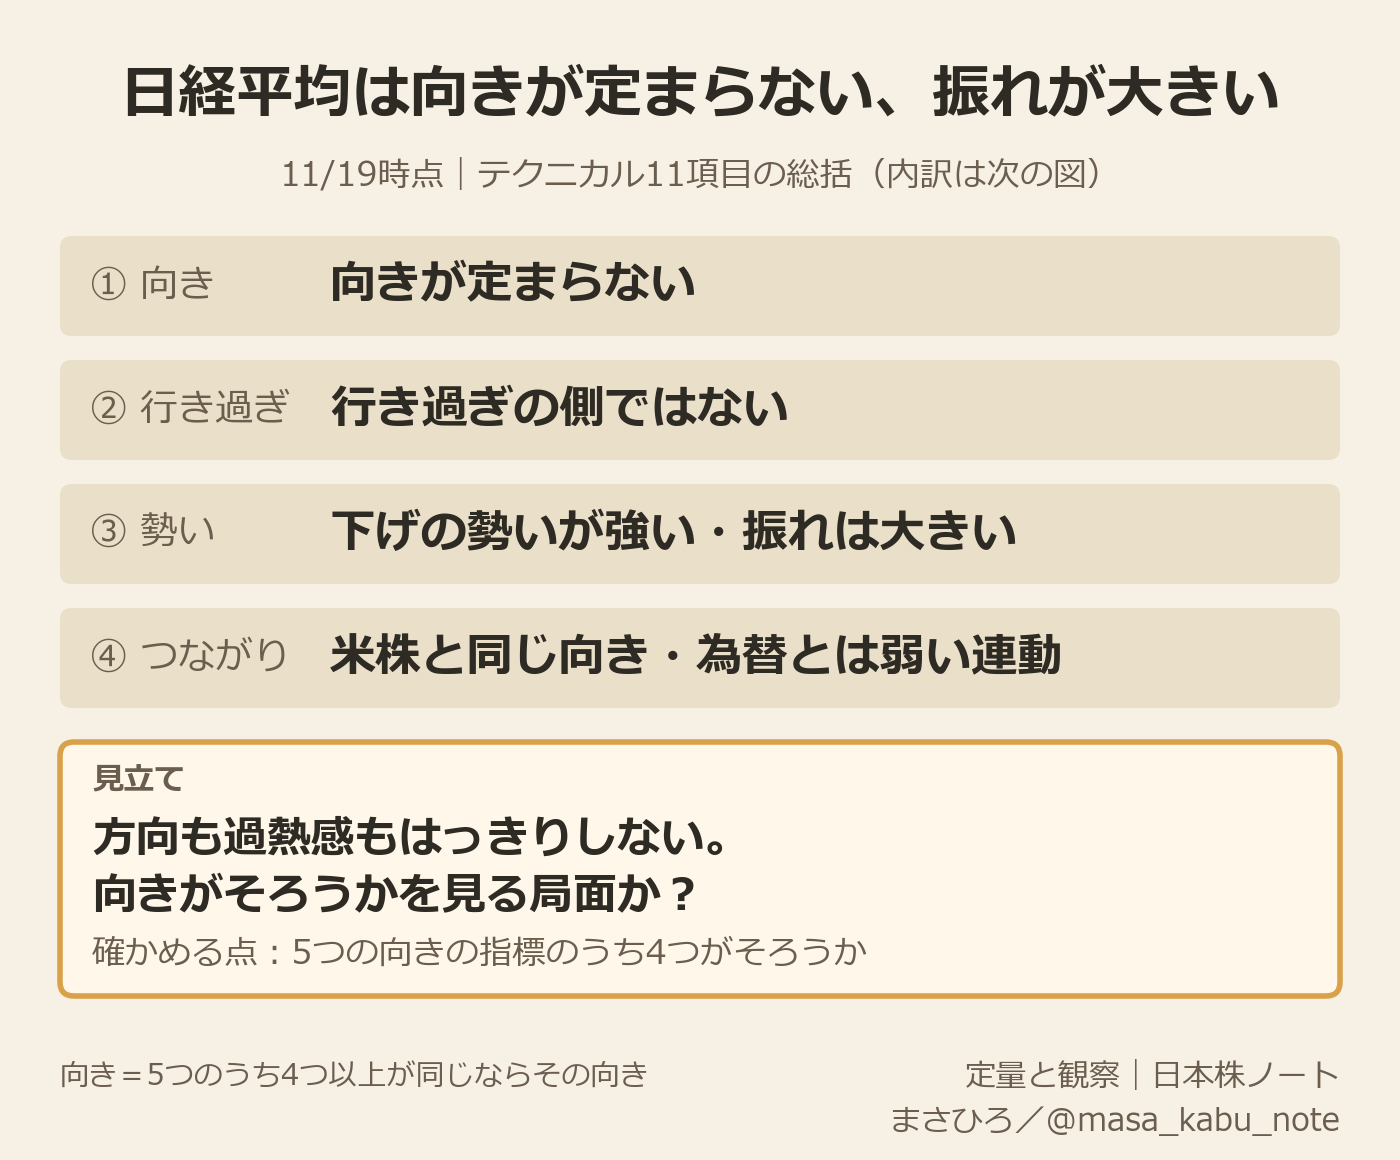 日経平均は向きが定まらない、振れが大きい
11/19時点｜テクニカル11項目の総括（内訳は次の図）
① 向き 向きが定まらない
② 行き過ぎ 行き過ぎの側ではない
③ 勢い 下げの勢いが強い・振れは大きい
④ つながり 米株と同じ向き・為替とは弱い連動
見立て
方向も過熱感もはっきりしない。
向きがそろうかを見る局面か？
確かめる点：5つの向きの指標のうち4つがそろうか
向き＝5つのうち4つ以上が同じならその向き
定量と観察｜日本株ノート
まさひろ／@masa_kabu_note